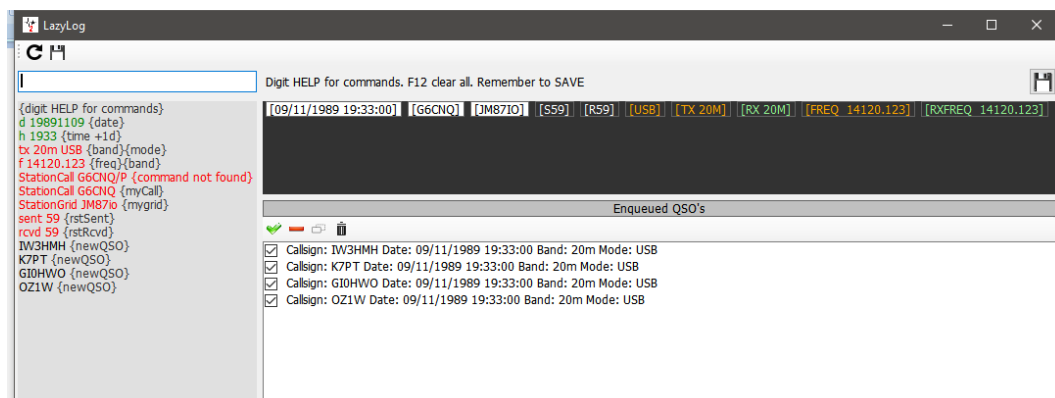 LazyLog
Digit HELP for commands. F12 clear all. Remember to SAVE
{digit HELP for commands}
d 19891109 {date}
h 1933 {time +1d}
tx 20m USB {band}{mode}
f 14120.123 {freq}{band}
StationCall G6CNQ/P {command not found}
StationCall G6CNQ {myCall}
StationGrid JM87io {mygrid}
sent 59 {rstSent}
rcvd 59 {rstRcvd}
IW3HMH {newQSO}
K7PT {newQSO}
GI0HWO {newQSO}
OZ1W {newQSO}
[09/11/1989 19:33:00] [G6CNQ] [JM87IO] [S59] [R59] [USB] [TX 20M] [RX 20M] [FREQ 14120.123] [RXFREQ 14120.123]
Enqueued QSO's
Callsign: IW3HMH Date: 09/11/1989 19:33:00 Band: 20m Mode: USB
Callsign: K7PT Date: 09/11/1989 19:33:00 Band: 20m Mode: USB
Callsign: GI0HWO Date: 09/11/1989 19:33:00 Band: 20m Mode: USB
Callsign: OZ1W Date: 09/11/1989 19:33:00 Band: 20m Mode: USB